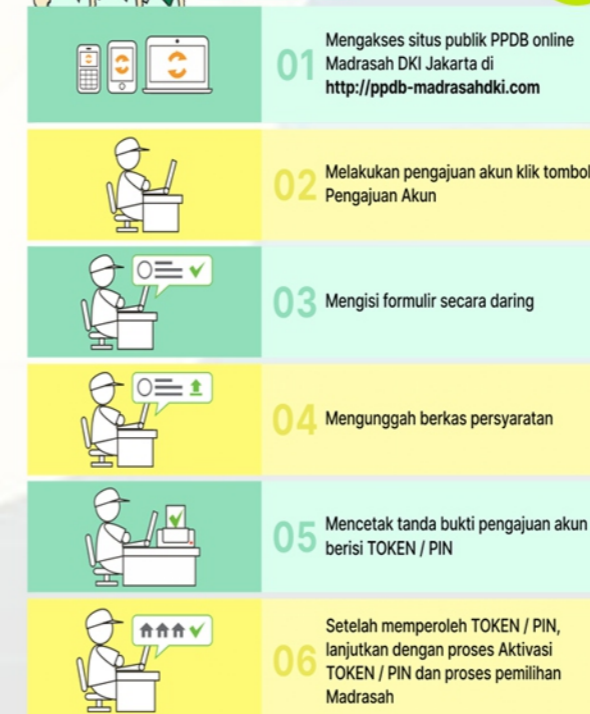 01
Mengakses situs publik PPDB online
Madrasah DKI Jakarta di
http://ppdb-madrasahdki.com
02
Melakukan pengajuan akun klik tombol
Pengajuan Akun
03
Mengisi formulir secara daring
04
Mengunggah berkas persyaratan
05
Mencetak tanda bukti pengajuan akun
berisi TOKEN / PIN
06
Setelah memperoleh TOKEN / PIN,
lanjutkan dengan proses Aktivasi
TOKEN / PIN dan proses pemilihan
Madrasah